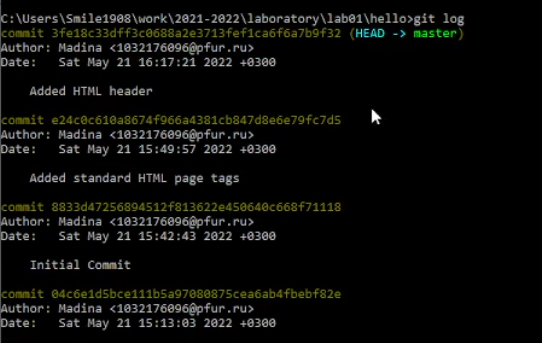 C:\Users\Smile1908\work\2021-2022\laboratory\lab01\hello>git log
commit 3fe18c33dff3c0688a2e3713fef1ca6f6a7b9f32 (HEAD -> master)
Author: Madina <1032176096@pfur.ru>
Date:   Sat May 21 16:17:21 2022 +0300
    Added HTML header
commit e24c0c610a8674f966a4381cb847d8e6e79fc7d5
Author: Madina <1032176096@pfur.ru>
Date:   Sat May 21 15:49:57 2022 +0300
    Added standard HTML page tags
commit 8833d47256894512f813622e450640c668f71118
Author: Madina <1032176096@pfur.ru>
Date:   Sat May 21 15:42:43 2022 +0300
    Initial Commit
commit 04c6e1d5bce111b5a97080875cea6ab4fbebf82e
Author: Madina <1032176096@pfur.ru>
Date:   Sat May 21 15:13:03 2022 +0300